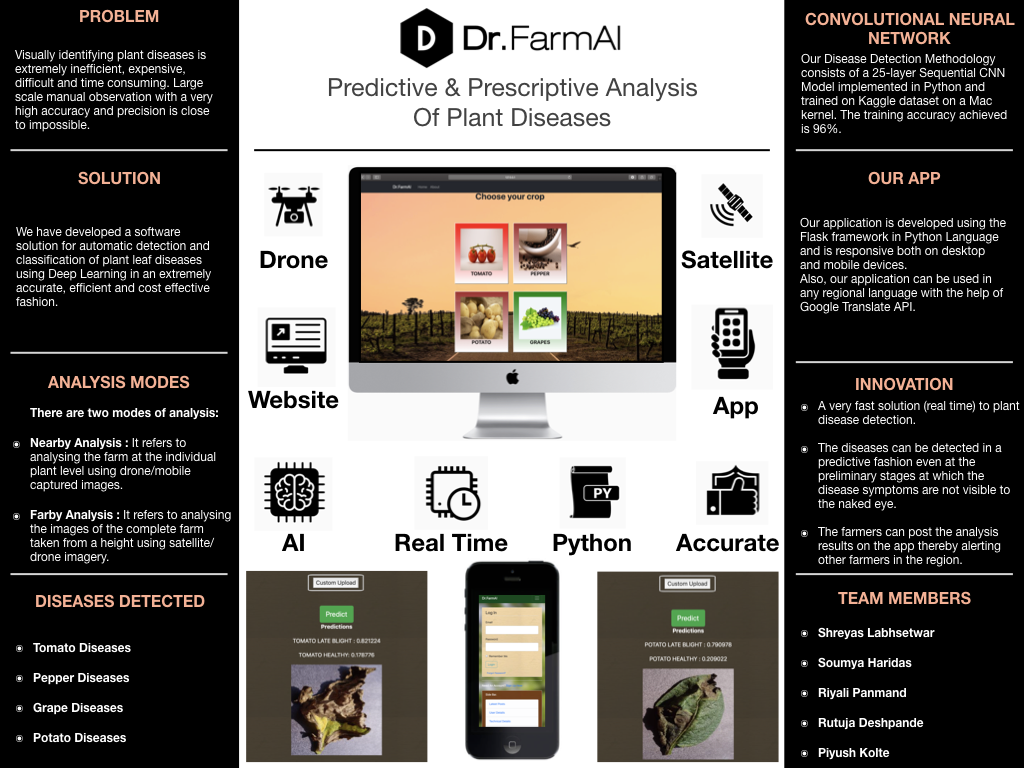 PROBLEM
Visually identifying plant diseases is
extremely inefficient, expensive,
difficult and time consuming. Large
scale manual observation with a very
high accuracy and precision is close
to impossible.
SOLUTION
We have developed a software
solution for automatic detection and
classification of plant leaf diseases
using Deep Learning in an extremely
accurate, efficient and cost effective
fashion.
ANALYSIS MODES
There are two modes of analysis:
Nearby Analysis : It refers to
analysing the farm at the individual
plant level using drone/mobile
captured images.
Farby Analysis : It refers to analysing
the images of the complete farm
taken from a height using satellite/
drone imagery.
DISEASES DETECTED
Tomato Diseases
Pepper Diseases
Grape Diseases
Potato Diseases
D
Dr.FarmAI
Predictive & Prescriptive Analysis
Of Plant Diseases
Dr.FarmAI Home About
Choose your crop
TOMATO
PEPPER
POTATO
GRAPES
Drone
Satellite
Website
App
PY
AI
Real Time
Python
Accurate
Custom Upload
Predict
Predictions
TOMATO LATE BLIGHT : 0.821224
TOMATO HEALTHY: 0.178776
Dr.FarmAI
Log In
Email
Password
Custom Upload
Predict
Predictions
POTATO LATE BLIGHT : 0.790978
POTATO HEALTHY: 0.209022
CONVOLUTIONAL NEURAL
NETWORK
Our Disease Detection Methodology
consists of a 25-layer Sequential CNN
Model implemented in Python and
trained on Kaggle dataset on a Mac
kernel. The training accuracy achieved
is 96%.
OUR APP
Our application is developed using the
Flask framework in Python Language
and is responsive both on desktop
and mobile devices.
Also, our application can be used in
any regional language with the help of
Google Translate API.
INNOVATION
A very fast solution (real time) to plant
disease detection.
The diseases can be detected in a
predictive fashion even at the
preliminary stages at which the
disease symptoms are not visible to
the naked eye.
The farmers can post the analysis
results on the app thereby alerting
other farmers in the region.
TEAM MEMBERS
Shreyas Labhsetwar
Soumya Haridas
Riyali Panmand
Rutuja Deshpande
Piyush Kolte